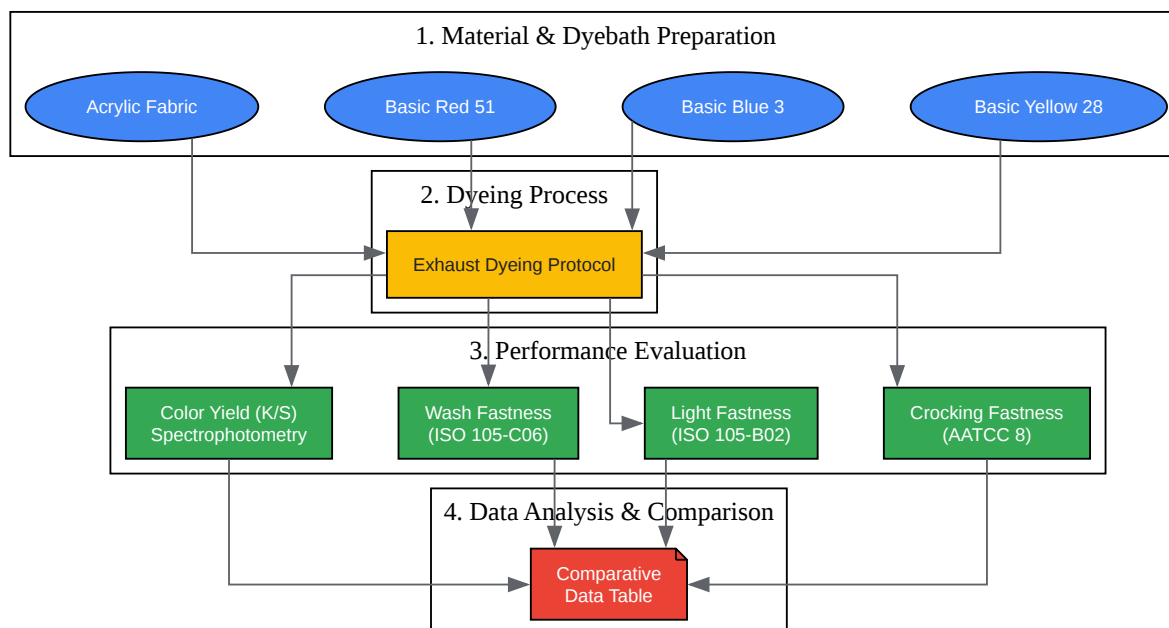 1. Material & Dyebath Preparation
Acrylic Fabric
Basic Red 51
Basic Blue 3
Basic Yellow 28
2. Dyeing Process
Exhaust Dyeing Protocol
3. Performance Evaluation
Color Yield (K/S)
Spectrophotometry
Wash Fastness
(ISO 105-C06)
Light Fastness
(ISO 105-B02)
Crocking Fastness
(AATCC 8)
4. Data Analysis & Comparison
Comparative
Data Table